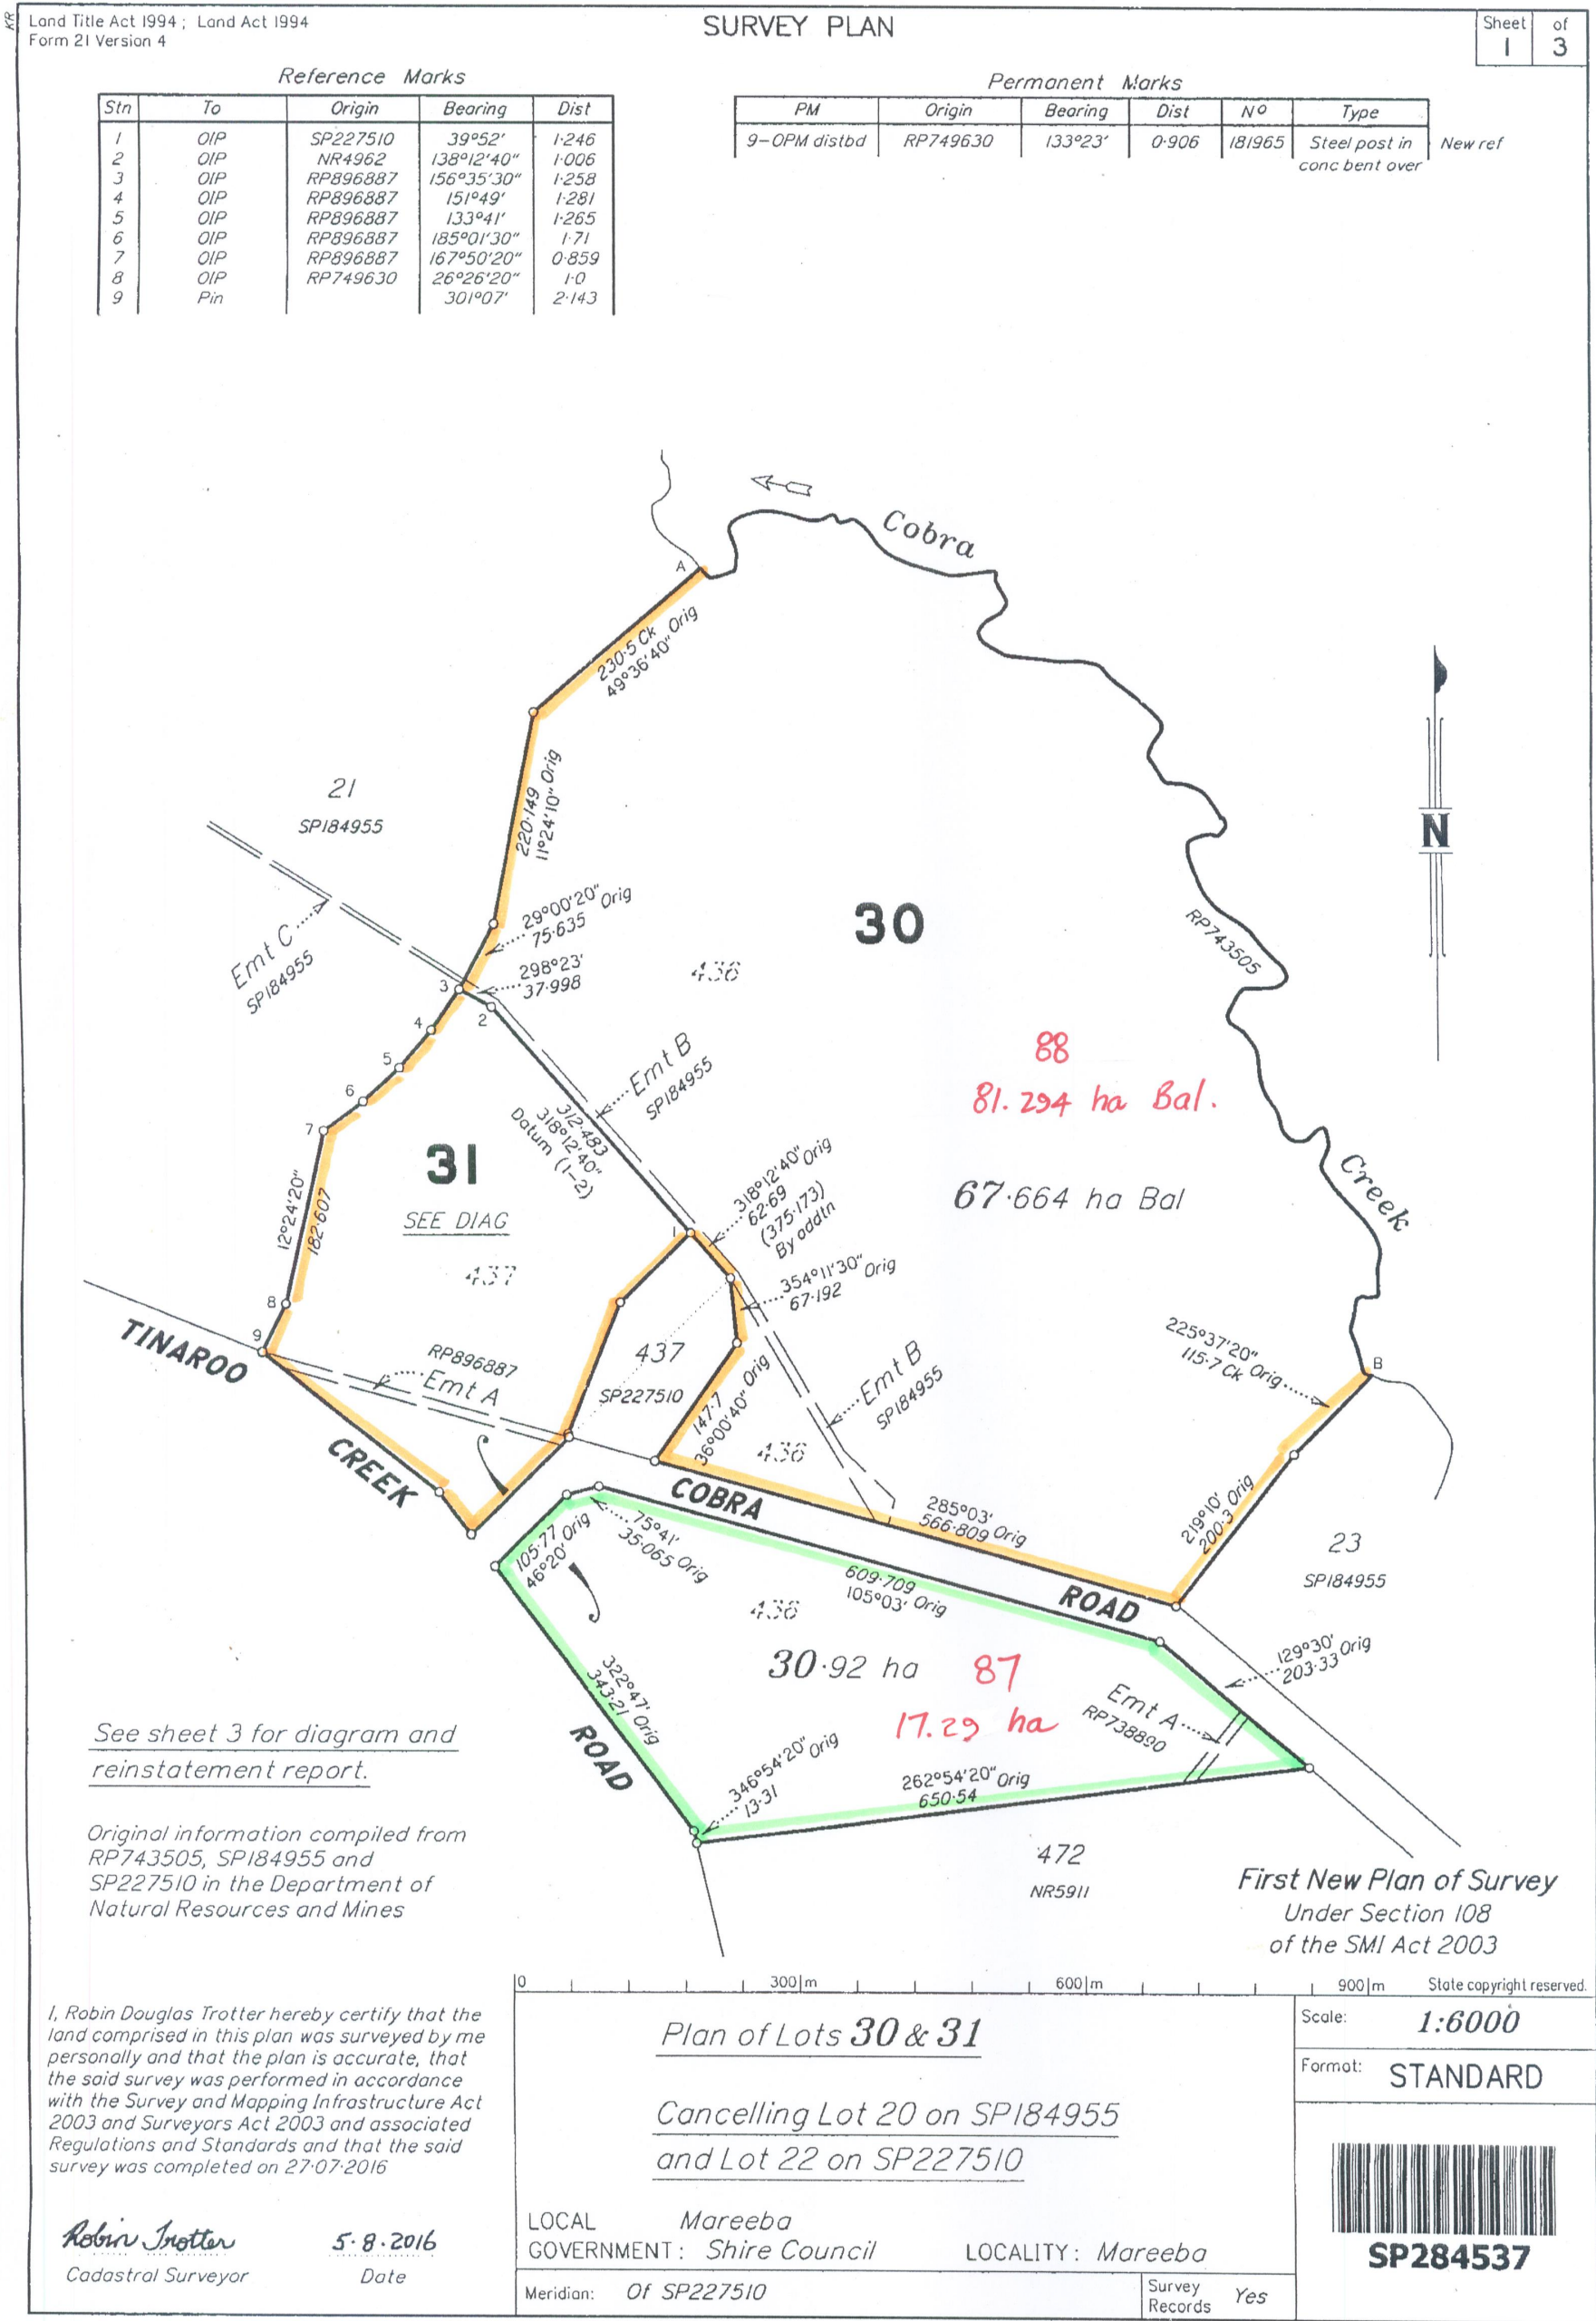 KR
Land Title Act 1994 ; Land Act 1994
Form 21 Version 4
SURVEY PLAN
Sheet of
1 3
Reference Marks
Stn To Origin Bearing Dist
1 OIP SP227510 39°52' 1·246
2 OIP NR4962 138°12'40" 1·006
3 OIP RP896887 156°35'30" 1·258
4 OIP RP896887 151°49' 1·281
5 OIP RP896887 133°41' 1·265
6 OIP RP896887 185°01'30" 1·71
7 OIP RP896887 167°50'20" 0·859
8 OIP RP749630 26°26'20" 1·0
9 Pin 301°07' 2·143
Permanent Marks
PM Origin Bearing Dist Nº Type
9-OPM distbd RP749630 133°23' 0·906 181965 Steel post in New ref
conc bent over
Cobra
A
230·5 Ck
49°36'40" Orig
21
SP184955
220·149
11°24'10" Orig
N
29°00'20" Orig
75·635
30
RP743505
Emt C
SP184955
298°23'
37·998
436
3
2
4
5
6
7
88
81.294 ha Bal.
Emt B
SP184955
312·483
318°12'40"
Datum (1-2)
31
SEE DIAG
437
318°12'40" Orig
62·69
(375·173)
By addtn
67·664 ha Bal
Creek
12°24'20"
182·607
1
354°11'30" Orig
67·192
8
9
TINAROO
RP896887
Emt A
437
SP227510
225°37'20" Orig
115·7 Ck
B
147·7
36°00'40" Orig
Emt B
SP184955
436
CREEK
COBRA
285°03'
566·809 Orig
219°10'
200·3 Orig
23
SP184955
105·77 Orig
46°20'
75°41'
35·065 Orig
609·709
105°03' Orig
ROAD
436
129°30' Orig
203·33
30·92 ha
87
17.29 ha
Emt A
RP738890
322°47'
343·21 Orig
ROAD
346°54'20" Orig
13·31
262°54'20" Orig
650·54
472
NR5911
See sheet 3 for diagram and
reinstatement report.
Original information compiled from
RP743505, SP184955 and
SP227510 in the Department of
Natural Resources and Mines
First New Plan of Survey
Under Section 108
of the SMI Act 2003
0 300 m 600 m 900 m State copyright reserved.
I, Robin Douglas Trotter hereby certify that the
land comprised in this plan was surveyed by me
personally and that the plan is accurate, that
the said survey was performed in accordance
with the Survey and Mapping Infrastructure Act
2003 and Surveyors Act 2003 and associated
Regulations and Standards and that the said
survey was completed on 27·07·2016
Robin Trotter 5·8·2016
Cadastral Surveyor Date
Plan of Lots 30 & 31
Cancelling Lot 20 on SP184955
and Lot 22 on SP227510
LOCAL
GOVERNMENT : Mareeba
Shire Council
LOCALITY : Mareeba
Meridian: Of SP227510
Survey
Records Yes
Scale: 1:6000
Format: STANDARD
SP284537